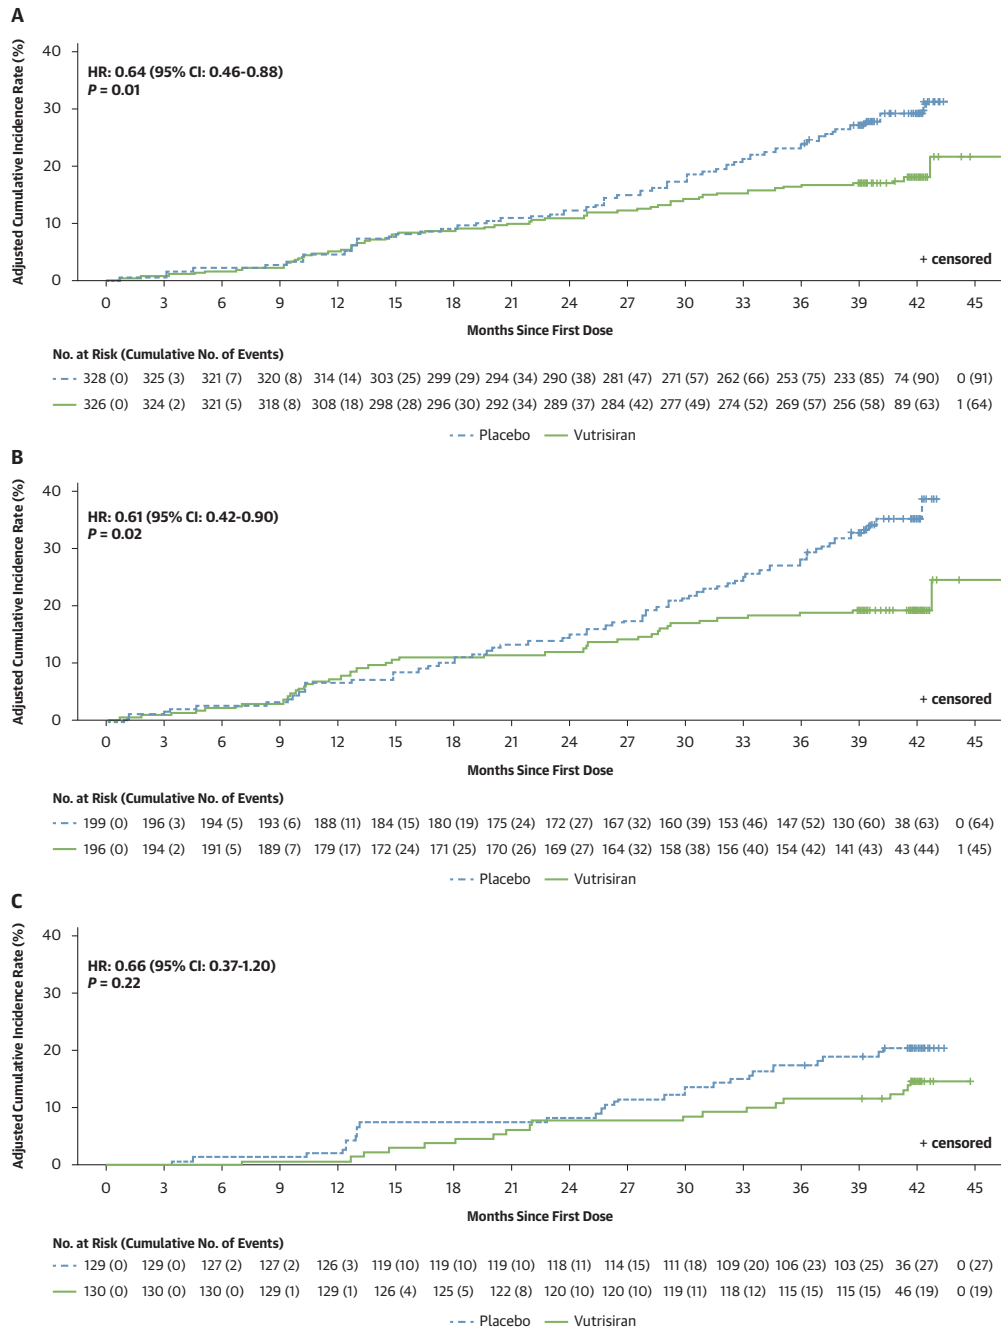 A
Adjusted Cumulative Incidence Rate (%)
40
30
20
10
0
HR: 0.64 (95% CI: 0.46-0.88)
P = 0.01
+ censored
0 3 6 9 12 15 18 21 24 27 30 33 36 39 42 45
Months Since First Dose
No. at Risk (Cumulative No. of Events)
328 (0) 325 (3) 321 (7) 320 (8) 314 (14) 303 (25) 299 (29) 294 (34) 290 (38) 281 (47) 271 (57) 262 (66) 253 (75) 233 (85) 74 (90) 0 (91)
326 (0) 324 (2) 321 (5) 318 (8) 308 (18) 298 (28) 296 (30) 292 (34) 289 (37) 284 (42) 277 (49) 274 (52) 269 (57) 256 (58) 89 (63) 1 (64)
Placebo Vutrisiran
B
Adjusted Cumulative Incidence Rate (%)
40
30
20
10
0
HR: 0.61 (95% CI: 0.42-0.90)
P = 0.02
+ censored
0 3 6 9 12 15 18 21 24 27 30 33 36 39 42 45
Months Since First Dose
No. at Risk (Cumulative No. of Events)
199 (0) 196 (3) 194 (5) 193 (6) 188 (11) 184 (15) 180 (19) 175 (24) 172 (27) 167 (32) 160 (39) 153 (46) 147 (52) 130 (60) 38 (63) 0 (64)
196 (0) 194 (2) 191 (5) 189 (7) 179 (17) 172 (24) 171 (25) 170 (26) 169 (27) 164 (32) 158 (38) 156 (40) 154 (42) 141 (43) 43 (44) 1 (45)
Placebo Vutrisiran
C
Adjusted Cumulative Incidence Rate (%)
40
30
20
10
0
HR: 0.66 (95% CI: 0.37-1.20)
P = 0.22
+ censored
0 3 6 9 12 15 18 21 24 27 30 33 36 39 42 45
Months Since First Dose
No. at Risk (Cumulative No. of Events)
129 (0) 129 (0) 127 (2) 127 (2) 126 (3) 119 (10) 119 (10) 119 (10) 118 (11) 114 (15) 111 (18) 109 (20) 106 (23) 103 (25) 36 (27) 0 (27)
130 (0) 130 (0) 130 (0) 129 (1) 129 (1) 126 (4) 125 (5) 122 (8) 120 (10) 120 (10) 119 (11) 118 (12) 115 (15) 115 (15) 46 (19) 0 (19)
Placebo Vutrisiran